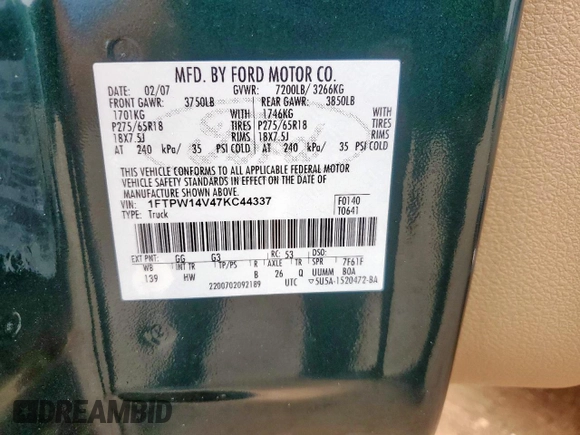 MFD. BY FORD MOTOR CO.
DATE: 02/07 GVWR: 7200LB/ 3266KG
FRONT GAWR: 3750LB REAR GAWR: 3850LB
1701KG WITH 1746KG WITH
P275/65R18 TIRES P275/65R18 TIRES
18X7.5J RIMS 18X7.5J RIMS
AT 240 kPa/ 35 PSI COLD AT 240 kPa/ 35 PSI COLD
THIS VEHICLE CONFORMS TO ALL APPLICABLE FEDERAL MOTOR
VEHICLE SAFETY STANDARDS IN EFFECT ON THE DATE OF
MANUFACTURE SHOWN ABOVE.
VIN: 1FTPW14V47KC44337 F0140
TYPE: Truck T0641
EXT PNT: GG G3 RC: 53 DSO:
WB INT TR TP/PS R AXLE TR SPR 7F61F
139 HW B 26 Q UUMM BOA
2200702092189 UTC ▽5U5A-1520472-BA
DREAMBID